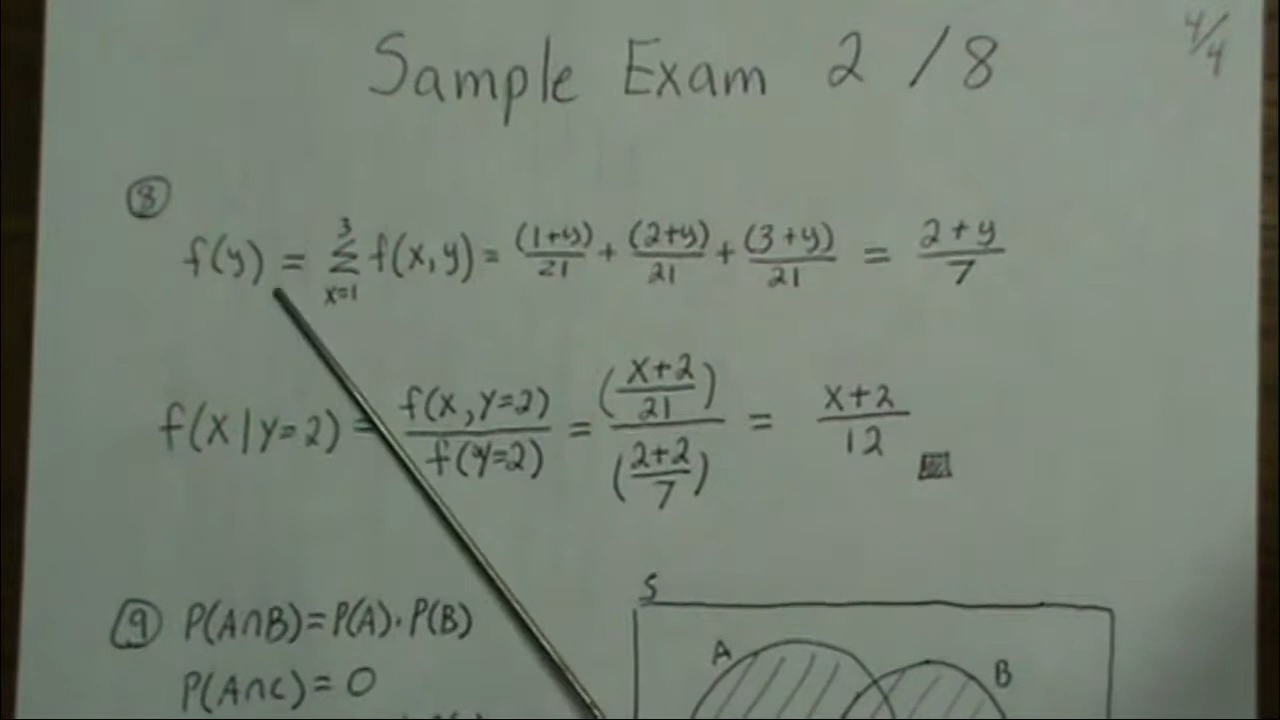 Sample Exam 2 / 8
4/4
8
f(y) = 3 Σ x=1 f(x,y) = (1+y)/21 + (2+y)/21 + (3+y)/21 = 2+y/7
f(x|y=2) = f(x,y=2)/f(y=2) = (x+2/21)/(2+2/7) = x+2/12
S
9 P(A∩B)=P(A)·P(B)
A B
P(A∩C) = 0